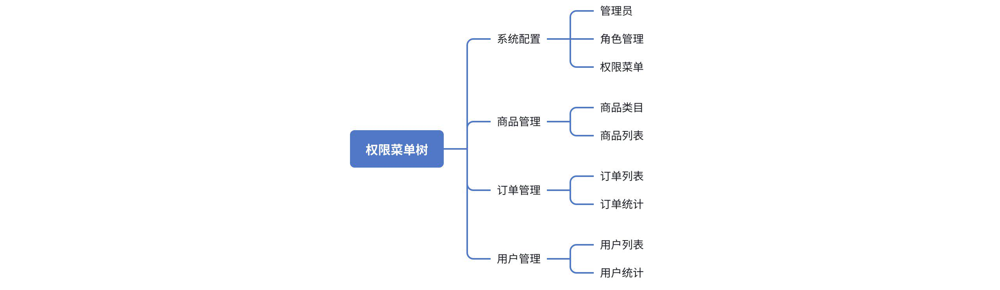 权限菜单树
系统配置
管理员
角色管理
权限菜单
商品管理
商品类目
商品列表
订单管理
订单列表
订单统计
用户管理
用户列表
用户统计